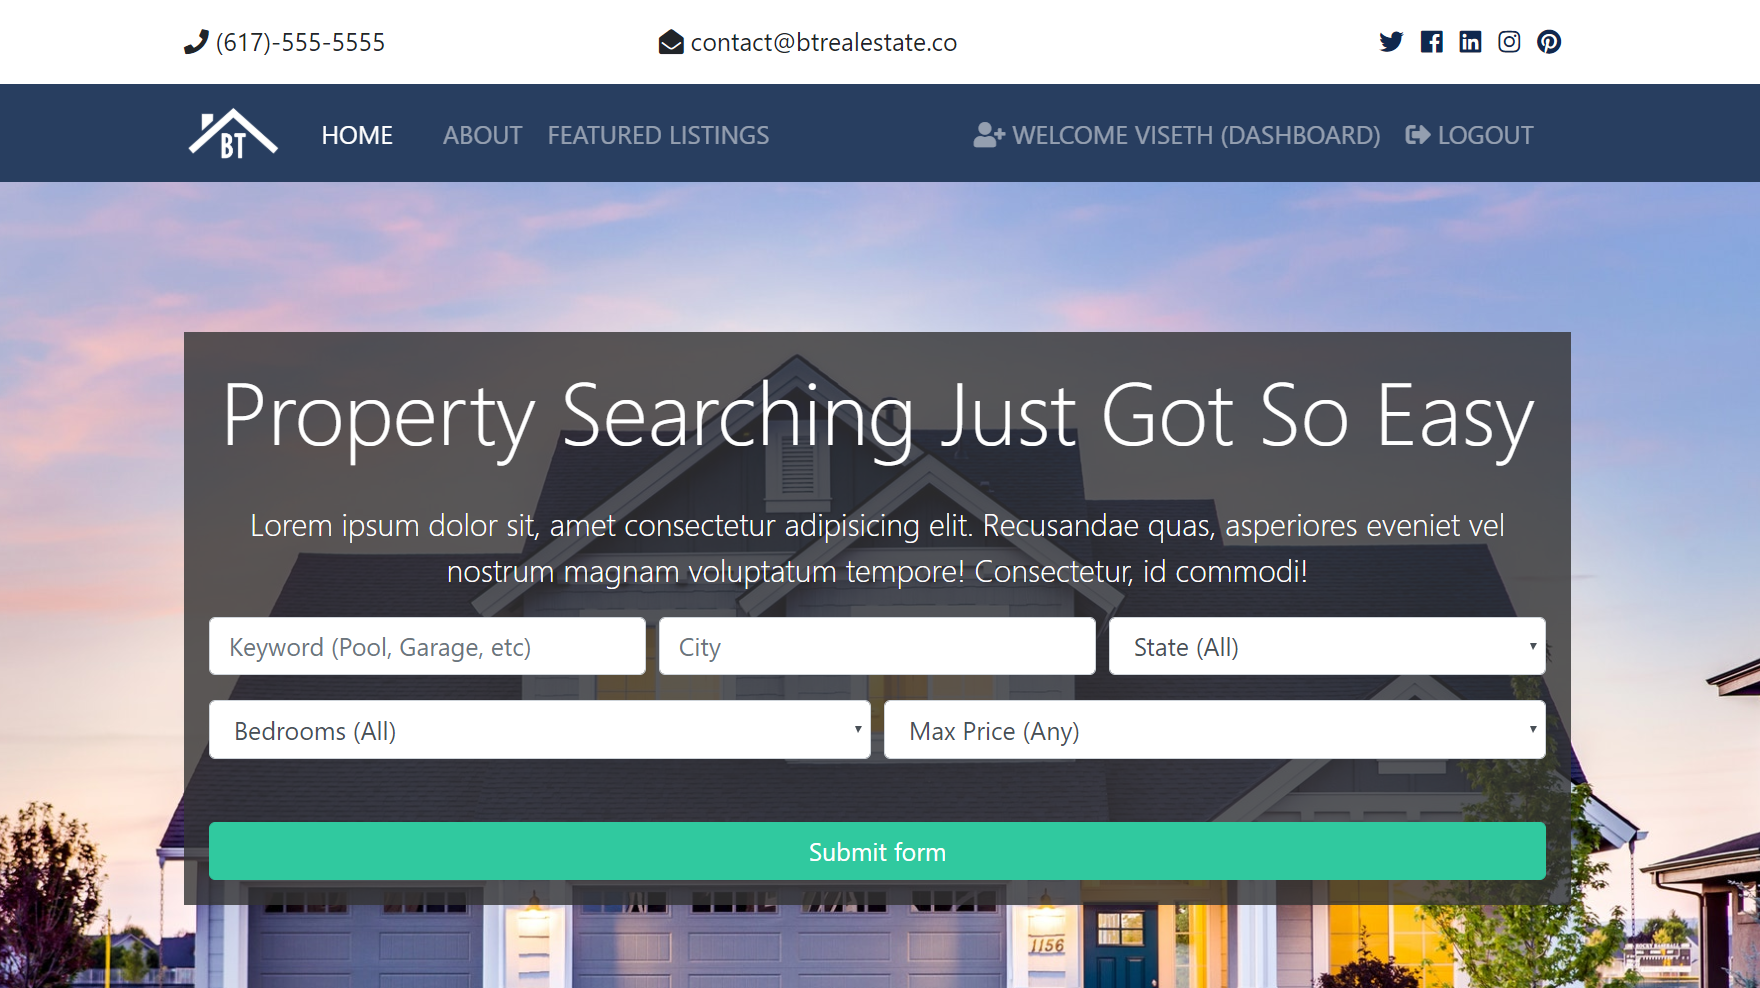 (617)-555-5555
contact@btrealestate.co
BT
HOME
ABOUT
FEATURED LISTINGS
WELCOME VISETH (DASHBOARD)
LOGOUT
Property Searching Just Got So Easy
Lorem ipsum dolor sit, amet consectetur adipisicing elit. Recusandae quas, asperiores eveniet vel
nostrum magnam voluptatum tempore! Consectetur, id commodi!
Keyword (Pool, Garage, etc)
City
State (All)
Bedrooms (All)
Max Price (Any)
Submit form
1156